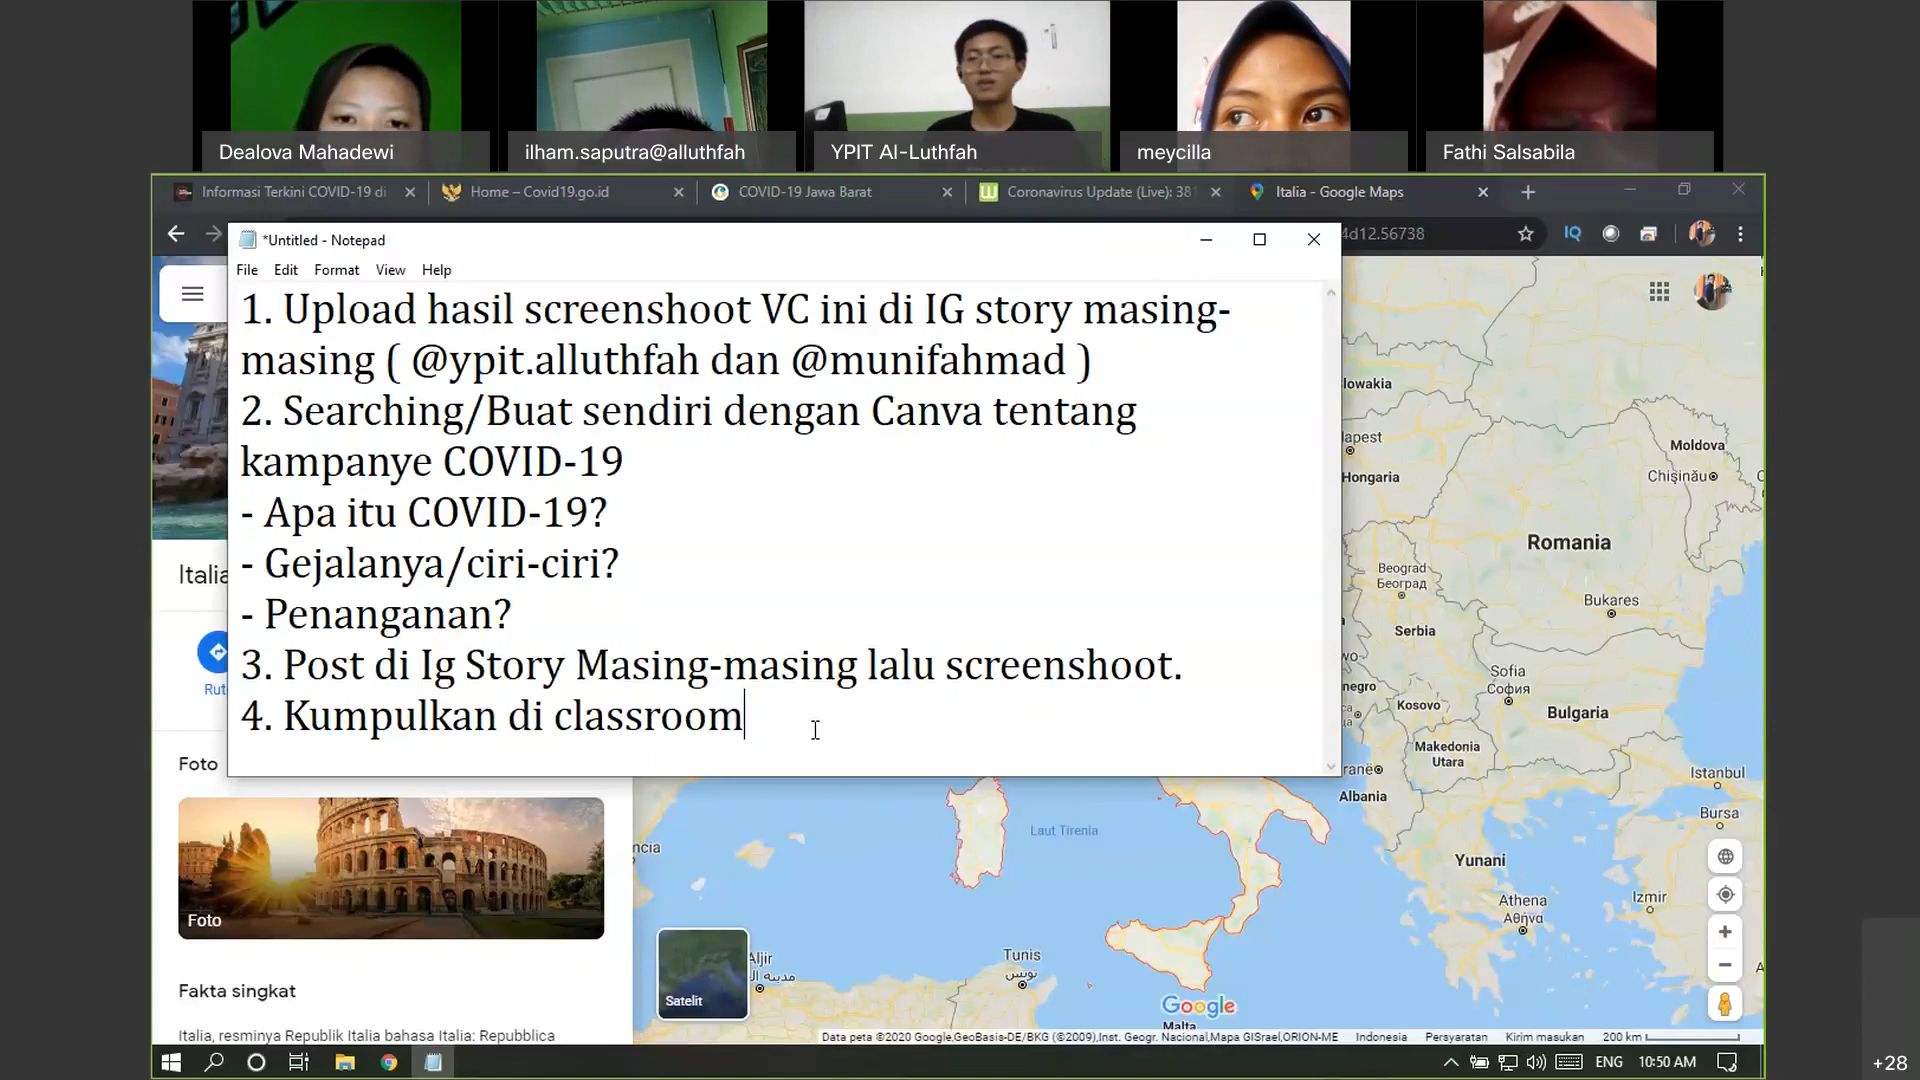 Dealova Mahadewi
ilham.saputra@alluthfah
YPIT Al-Luthfah
meycilla
Fathi Salsabila
Informasi Terkini COVID-19 di
Home – Covid19.go.id
COVID-19 Jawa Barat
Coronavirus Update (Live): 381
Italia - Google Maps
4d12.56738
IQ
*Untitled - Notepad
File Edit Format View Help
1. Upload hasil screenshoot VC ini di IG story masing-
masing ( @ypit.alluthfah dan @munifahmad )
2. Searching/Buat sendiri dengan Canva tentang
kampanye COVID-19
- Apa itu COVID-19?
- Gejalanya/ciri-ciri?
- Penanganan?
3. Post di Ig Story Masing-masing lalu screenshoot.
4. Kumpulkan di classroom
Italia
Foto
Foto
Fakta singkat
Italia, resminya Republik Italia bahasa Italia: Repubblica
Moldova
Chișinău
Hongaria
Romania
Beograd
Београд
Bukares
Serbia
Sofia
София
Kosovo
Bulgaria
Makedonia
Utara
Albania
Istanbul
Bursa
Laut Tirenia
Yunani
Athena
Αθήνα
Izmir
Aljir
Tunis
تونس
Satelit
Google
Malta
Data peta ©2020 Google,GeoBasis-DE/BKG (©2009),Inst. Geogr. Nacional,Mapa GISrael,ORION-ME Indonesia Persyaratan Kirim masukan 200 km
ENG 10:50 AM
+28